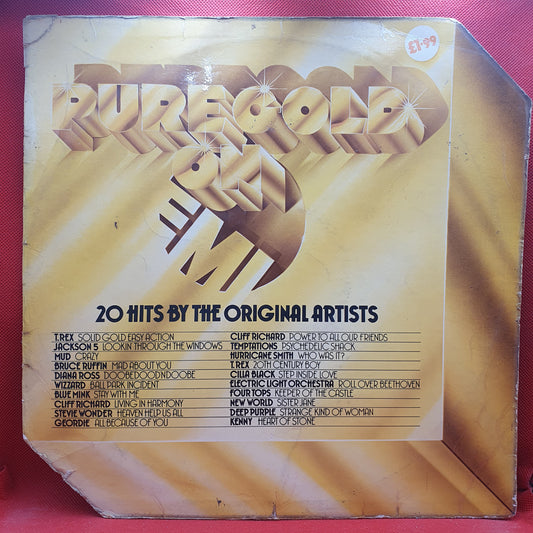 £1·99
PURE GOLD
ON
EMI
20 HITS BY THE ORIGINAL ARTISTS
T.REX SOLID GOLD EASY ACTION
JACKSON 5 LOOKIN THROUGH THE WINDOWS
MUD CRAZY
BRUCE RUFFIN MAD ABOUT YOU
DIANA ROSS DOOBEDOOD'NDOOBE
WIZZARD BALL PARK INCIDENT
BLUE MINK STAY WITH ME
CLIFF RICHARD LIVING IN HARMONY
STEVIE WONDER HEAVEN HELP US ALL
GEORDIE ALL BECAUSE OF YOU
CLIFF RICHARD POWER TO ALL OUR FRIENDS
TEMPTATIONS PSYCHEDELIC SHACK
HURRICANE SMITH WHO WAS IT?
T.REX 20TH CENTURY BOY
CILLA BLACK STEP INSIDE LOVE
ELECTRIC LIGHT ORCHESTRA ROLL OVER BEETHOVEN
FOUR TOPS KEEPER OF THE CASTLE
NEW WORLD SISTER JANE
DEEP PURPLE STRANGE KIND OF WOMAN
KENNY HEART OF STONE